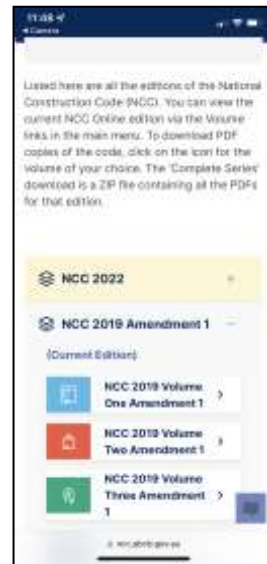 11:48
Camera
Listed here are all the editions of the National
Construction Code (NCC). You can view the
current NCC Online edition via the Volume
links in the main menu. To download PDF
copies of the code, click on the icon for the
volume of your choice. The 'Complete Series'
download is a ZIP file containing all the PDFs
for that edition.
NCC 2022 +
NCC 2019 Amendment 1 −
(Current Edition)
NCC 2019 Volume
One Amendment 1
NCC 2019 Volume
Two Amendment 1
NCC 2019 Volume
Three Amendment
1
ncc.abcb.gov.au